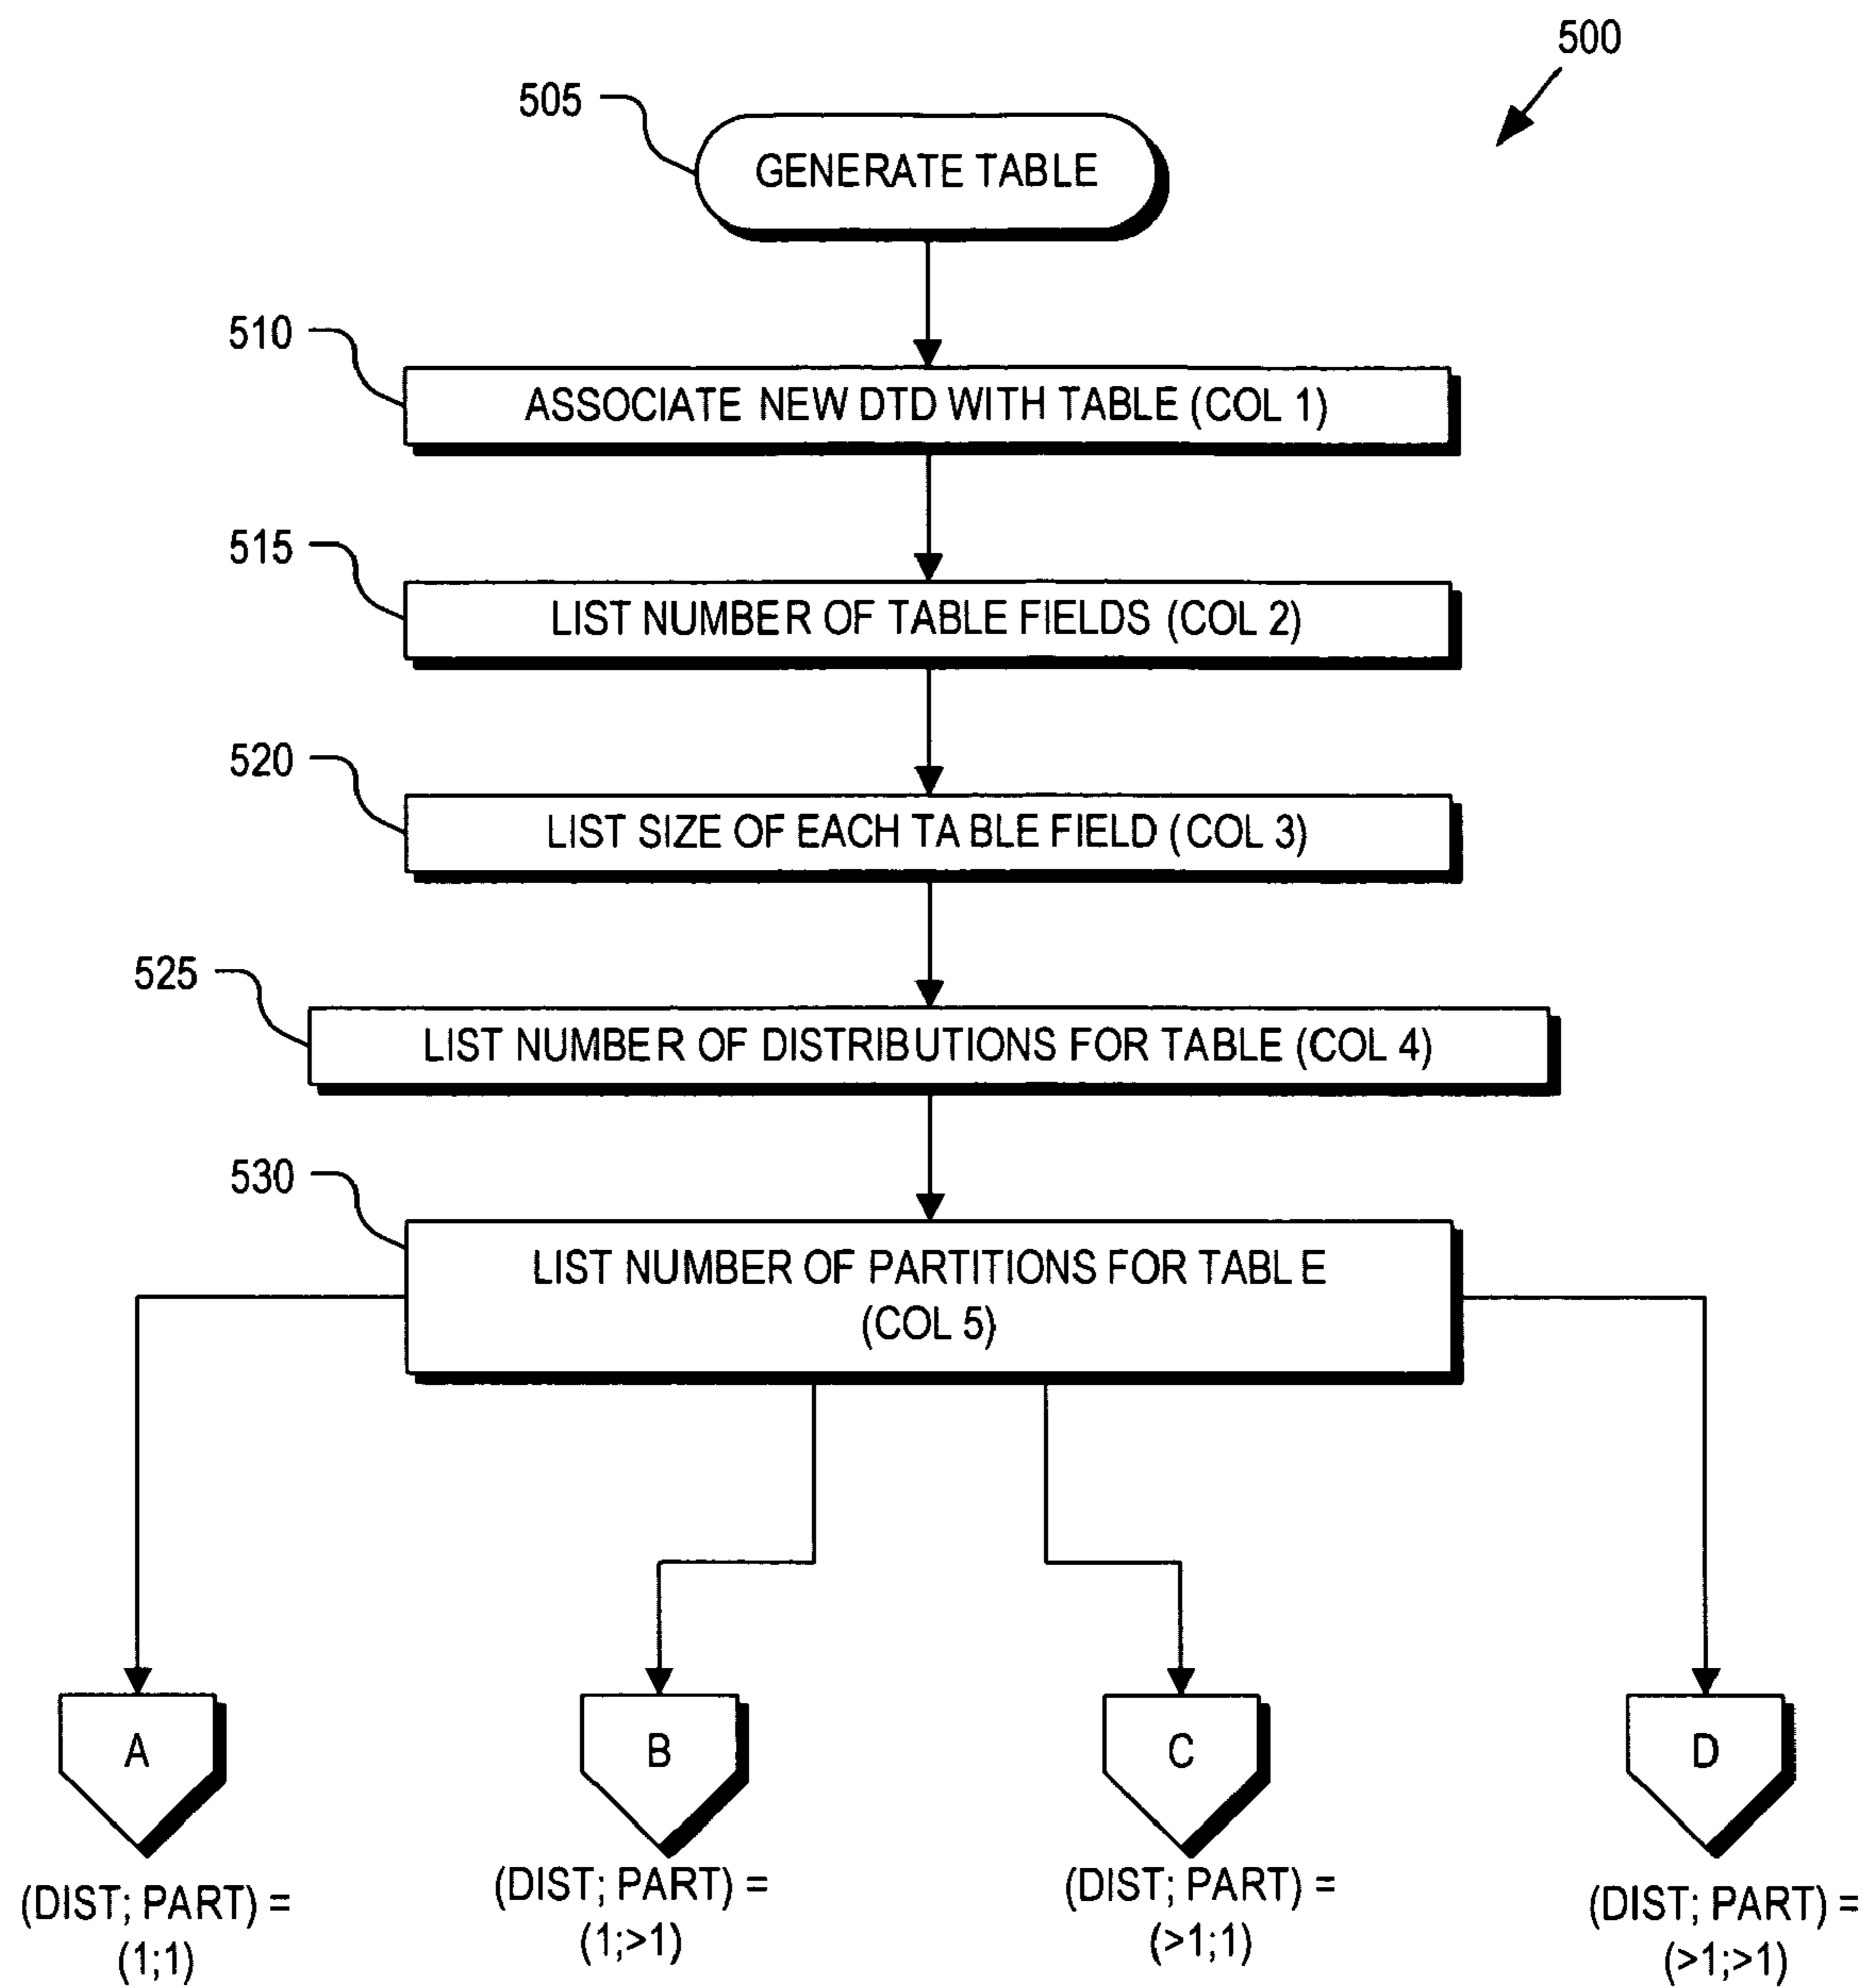 500
505
GENERATE TABLE
510
ASSOCIATE NEW DTD WITH TABLE (COL 1)
515
LIST NUMBER OF TABLE FIELDS (COL 2)
520
LIST SIZE OF EACH TABLE FIELD (COL 3)
525
LIST NUMBER OF DISTRIBUTIONS FOR TABLE (COL 4)
530
LIST NUMBER OF PARTITIONS FOR TABLE
(COL 5)
A
B
C
D
(DIST; PART) =
(1;1)
(DIST; PART) =
(1;>1)
(DIST; PART) =
(>1;1)
(DIST; PART) =
(>1;>1)